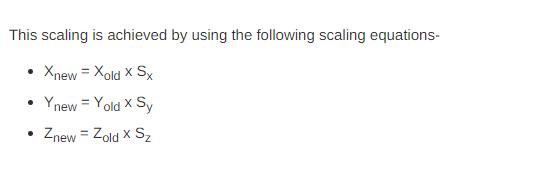 This scaling is achieved by using the following scaling equations-
• Xnew = Xold x Sx
• Ynew = Yold x Sy
• Znew = Zold x Sz